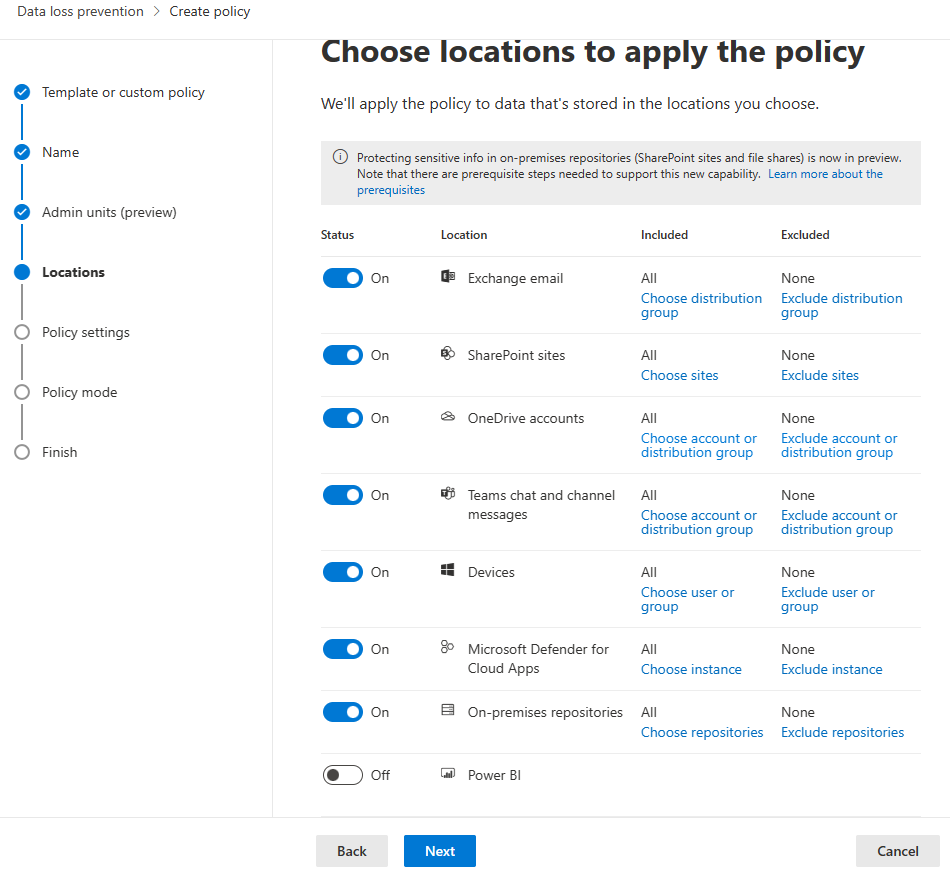 Data loss prevention > Create policy
Choose locations to apply the policy
Template or custom policy
Name
Admin units (preview)
Locations
Policy settings
Policy mode
Finish
We'll apply the policy to data that's stored in the locations you choose.
Protecting sensitive info in on-premises repositories (SharePoint sites and file shares) is now in preview.
Note that there are prerequisite steps needed to support this new capability. Learn more about the
prerequisites
Status Location Included Excluded
On Exchange email All None
Choose distribution Exclude distribution
group group
On SharePoint sites All None
Choose sites Exclude sites
On OneDrive accounts All None
Choose account or Exclude account or
distribution group distribution group
On Teams chat and channel All None
messages Choose account or Exclude account or
distribution group distribution group
On Devices All None
Choose user or Exclude user or
group group
On Microsoft Defender for All None
Cloud Apps Choose instance Exclude instance
On On-premises repositories All None
Choose repositories Exclude repositories
Off Power BI
Back Next Cancel